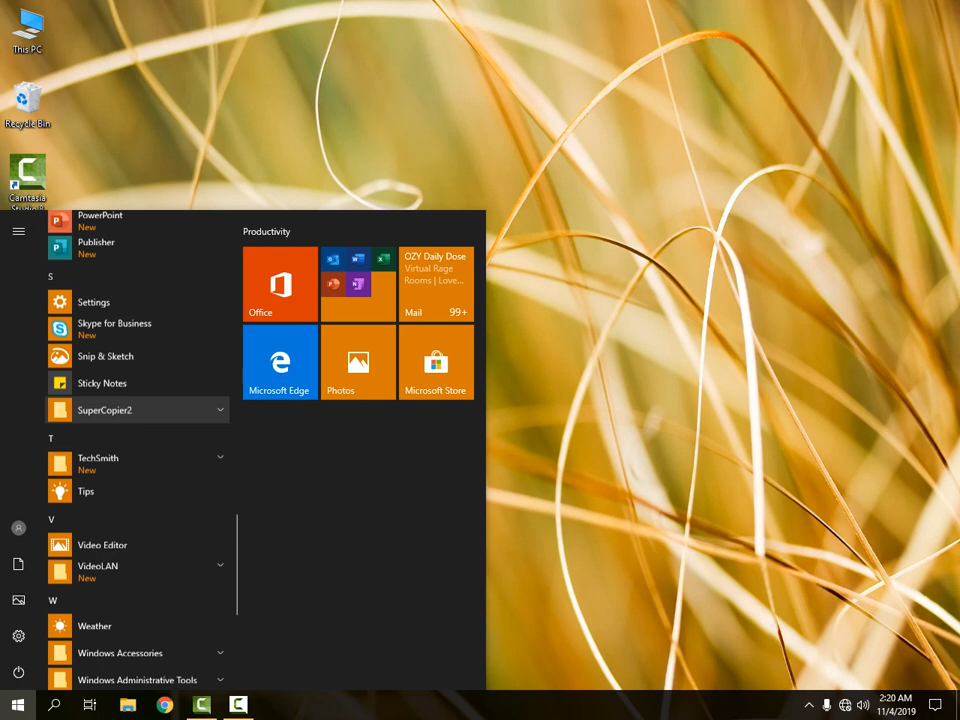 This PC
Recycle Bin
Camtasia
Studio 8
PowerPoint
New
Publisher
New
S
Settings
Skype for Business
New
Snip & Sketch
Sticky Notes
SuperCopier2
T
TechSmith
New
Tips
V
Video Editor
VideoLAN
New
W
Weather
Windows Accessories
Windows Administrative Tools
Productivity
Office
OZY Daily Dose
Virtual Rage
Rooms | Love...
Mail 99+
Microsoft Edge
Photos
Microsoft Store
2:20 AM
11/4/2019